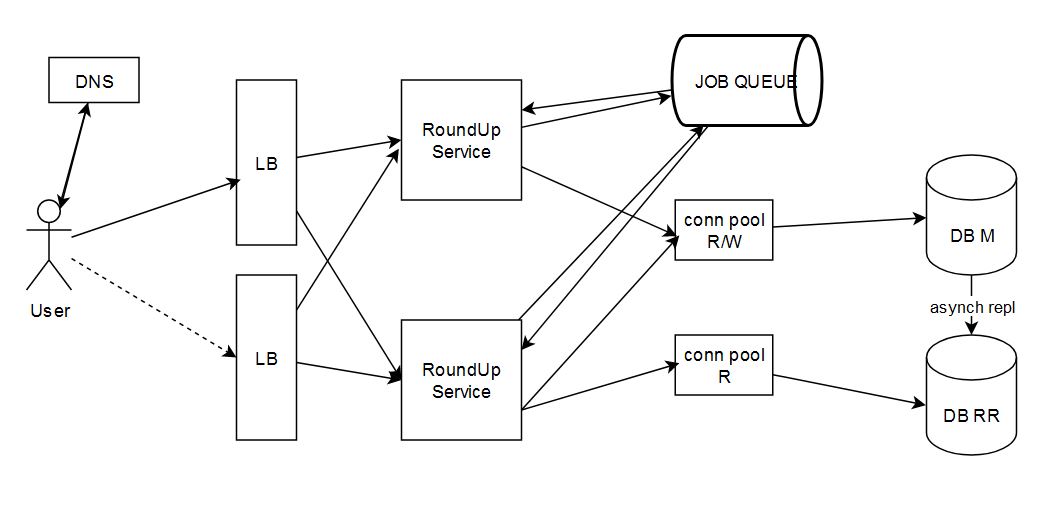 DNS
User
LB
LB
RoundUp
Service
RoundUp
Service
JOB QUEUE
conn pool
R/W
conn pool
R
DB M
asynch repl
DB RR